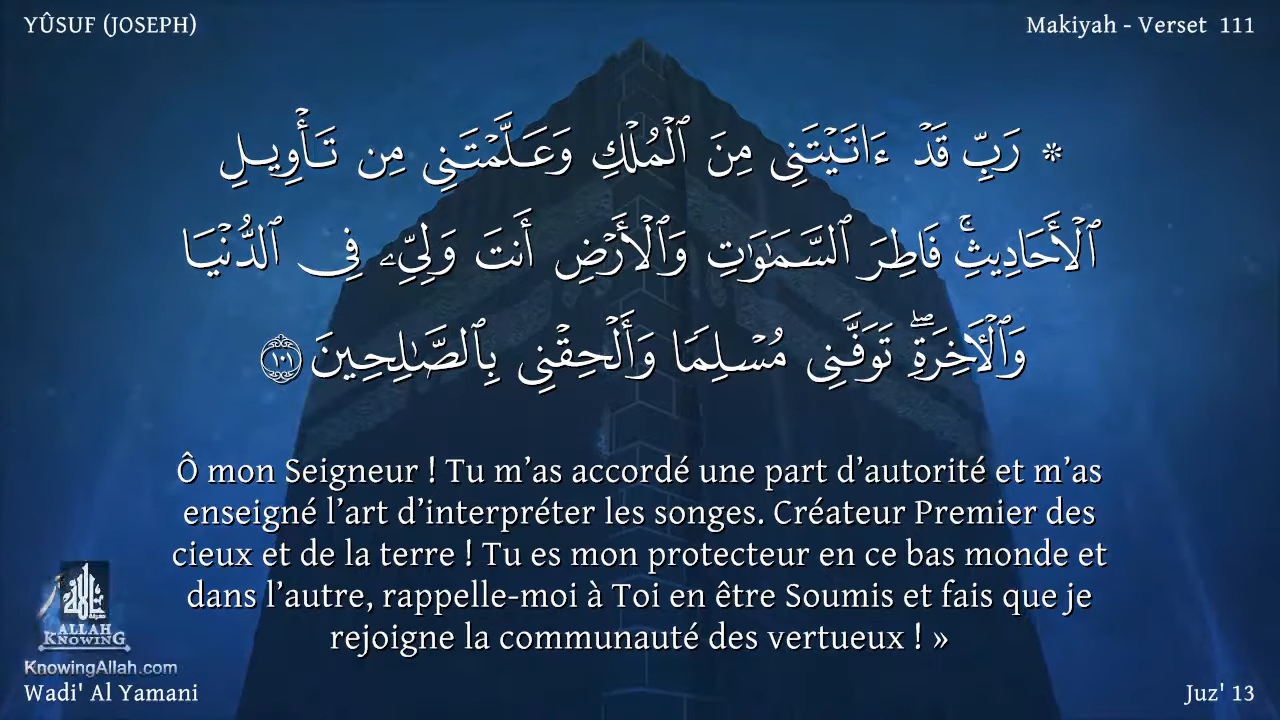 YÛSUF (JOSEPH)
Makiyah - Verset 111
۞ رَبِّ قَدْ ءَاتَيْتَنِى مِنَ ٱلْمُلْكِ وَعَلَّمْتَنِى مِن تَأْوِيلِ
ٱلْأَحَادِيثِ ۚ فَاطِرَ ٱلسَّمَـٰوَٰتِ وَٱلْأَرْضِ أَنتَ وَلِىِّۦ فِى ٱلدُّنْيَا
وَٱلْـَٔاخِرَةِ ۖ تَوَفَّنِى مُسْلِمًا وَأَلْحِقْنِى بِٱلصَّـٰلِحِينَ ١٠١
Ô mon Seigneur ! Tu m’as accordé une part d’autorité et m’as
enseigné l’art d’interpréter les songes. Créateur Premier des
cieux et de la terre ! Tu es mon protecteur en ce bas monde et
dans l’autre, rappelle-moi à Toi en être Soumis et fais que je
rejoigne la communauté des vertueux ! »
ALLAH
KNOWING
KnowingAllah.com
Wadi' Al Yamani
Juz' 13